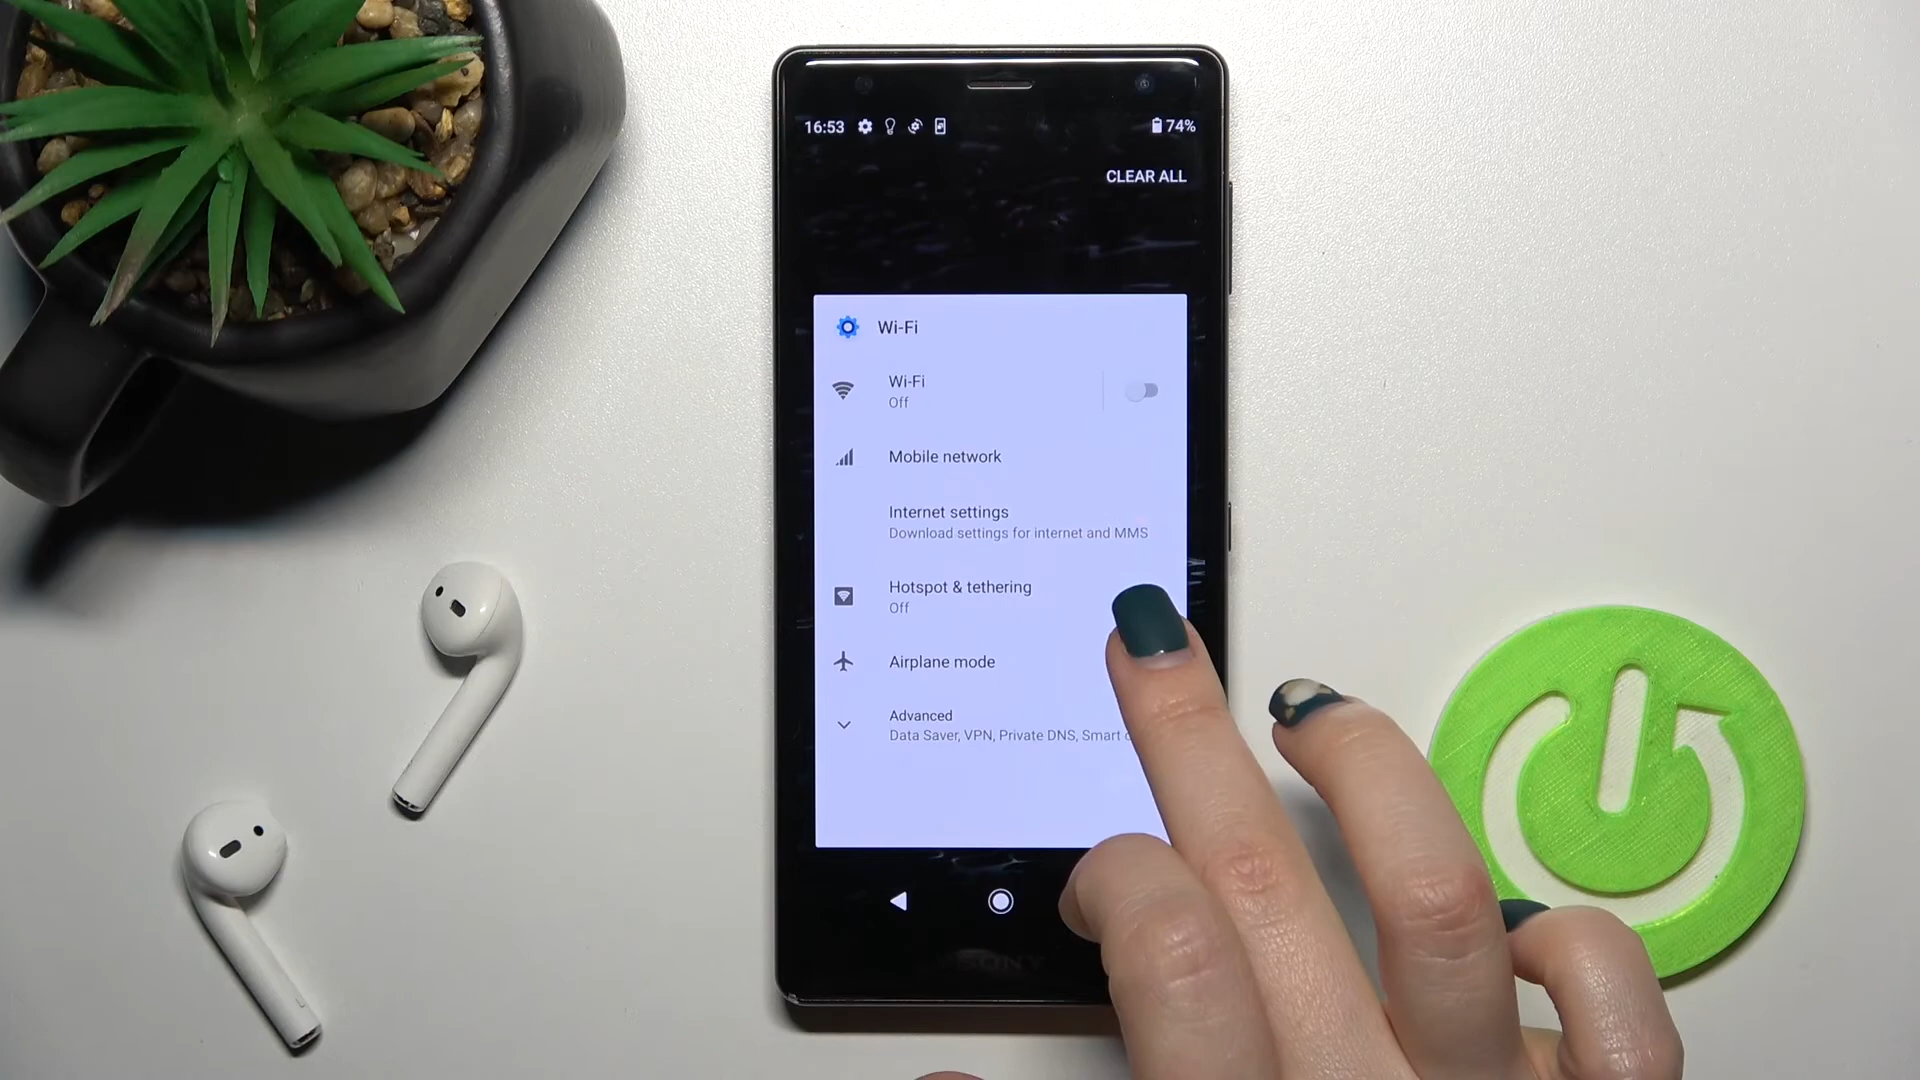 16:53
74%
CLEAR ALL
Wi-Fi
Wi-Fi
Off
Mobile network
Internet settings
Download settings for internet and MMS
Hotspot & tethering
Off
Airplane mode
Advanced
Data Saver, VPN, Private DNS, Smart
SONY